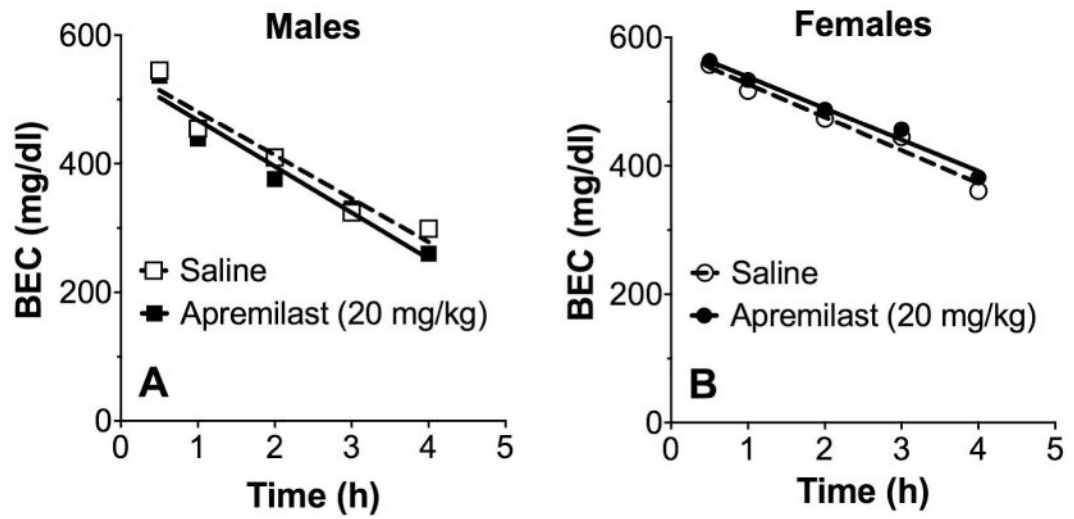 Males
600
400
200
0
BEC (mg/dl)
Saline
Apremilast (20 mg/kg)
A
0 1 2 3 4 5
Time (h)
Females
600
400
200
0
BEC (mg/dl)
Saline
Apremilast (20 mg/kg)
B
0 1 2 3 4 5
Time (h)